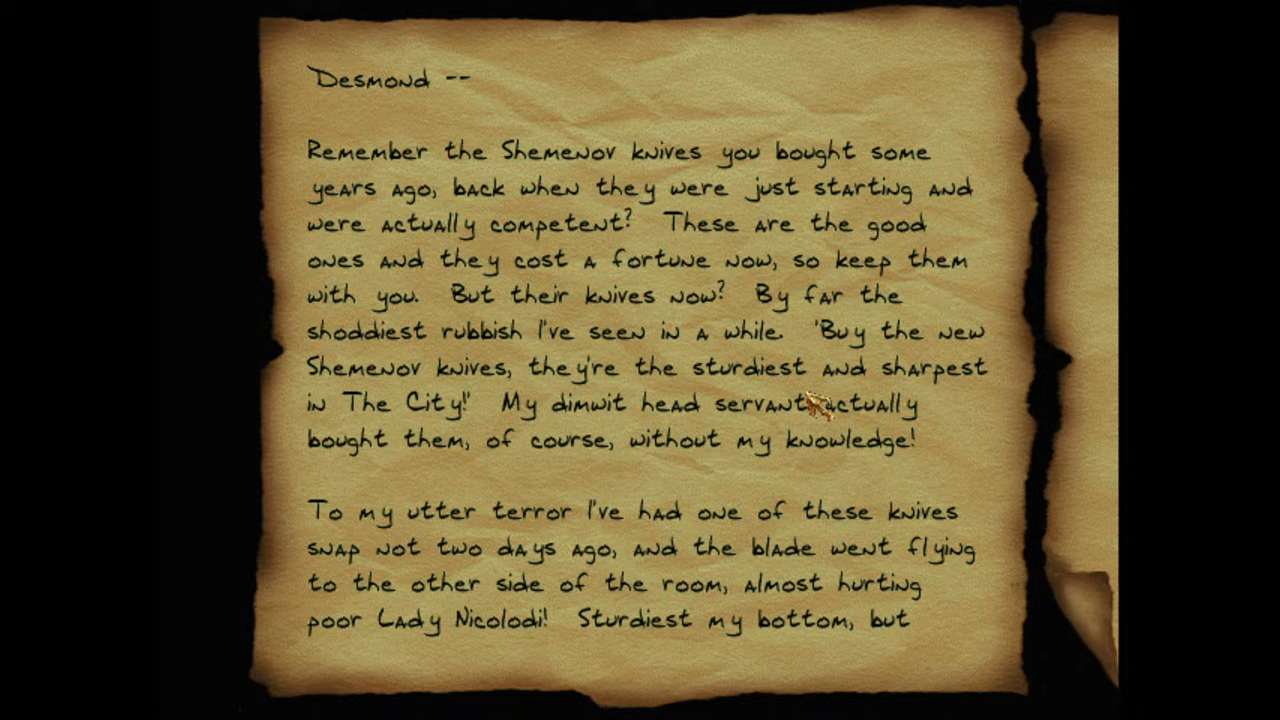 Desmond --
Remember the Shemenov knives you bought some
years ago, back when they were just starting and
were actually competent?  These are the good
ones and they cost a fortune now, so keep them
with you.  But their knives now?  By far the
shoddiest rubbish I've seen in a while.  'Buy the new
Shemenov knives, they're the sturdiest and sharpest
in The City!'  My dimwit head servant actually
bought them, of course, without my knowledge!
To my utter terror I've had one of these knives
snap not two days ago, and the blade went flying
to the other side of the room, almost hurting
poor Lady Nicolodi!  Sturdiest my bottom, but